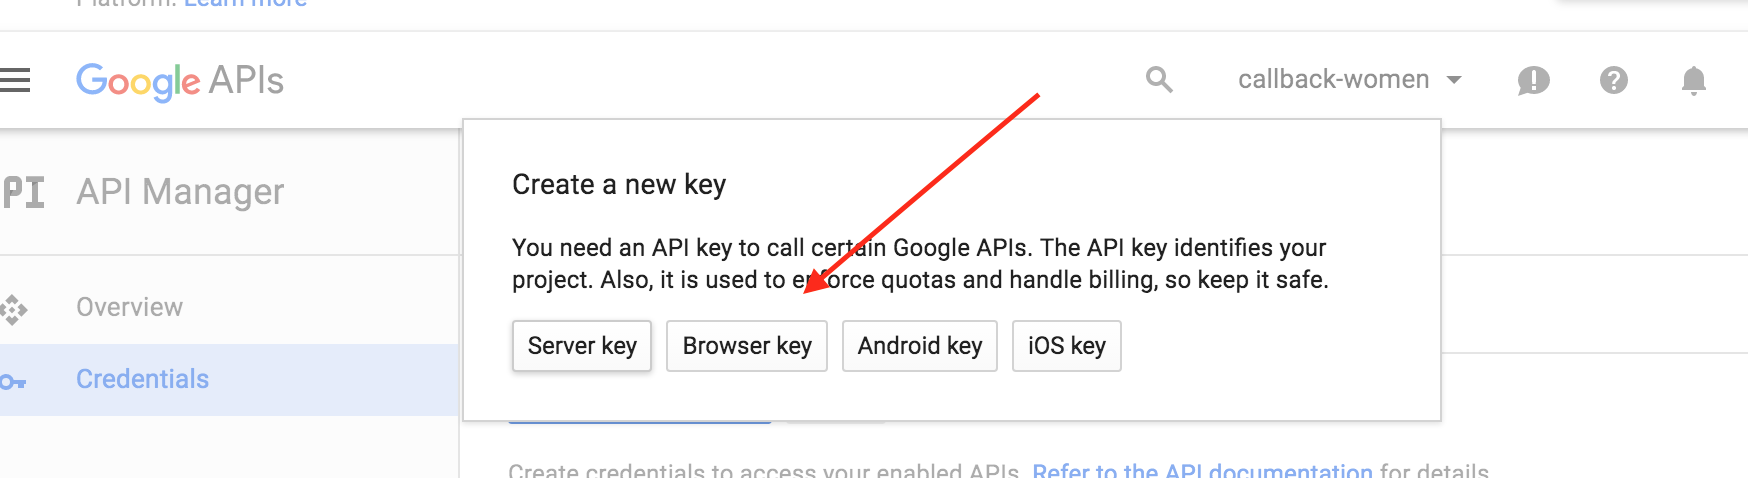 Platform. Learn more
Google APIs
callback-women
PI
API Manager
Create a new key
You need an API key to call certain Google APIs. The API key identifies your
project. Also, it is used to enforce quotas and handle billing, so keep it safe.
Overview
Server key
Browser key
Android key
iOS key
Credentials
Create credentials to access your enabled APIs. Refer to the API documentation for details